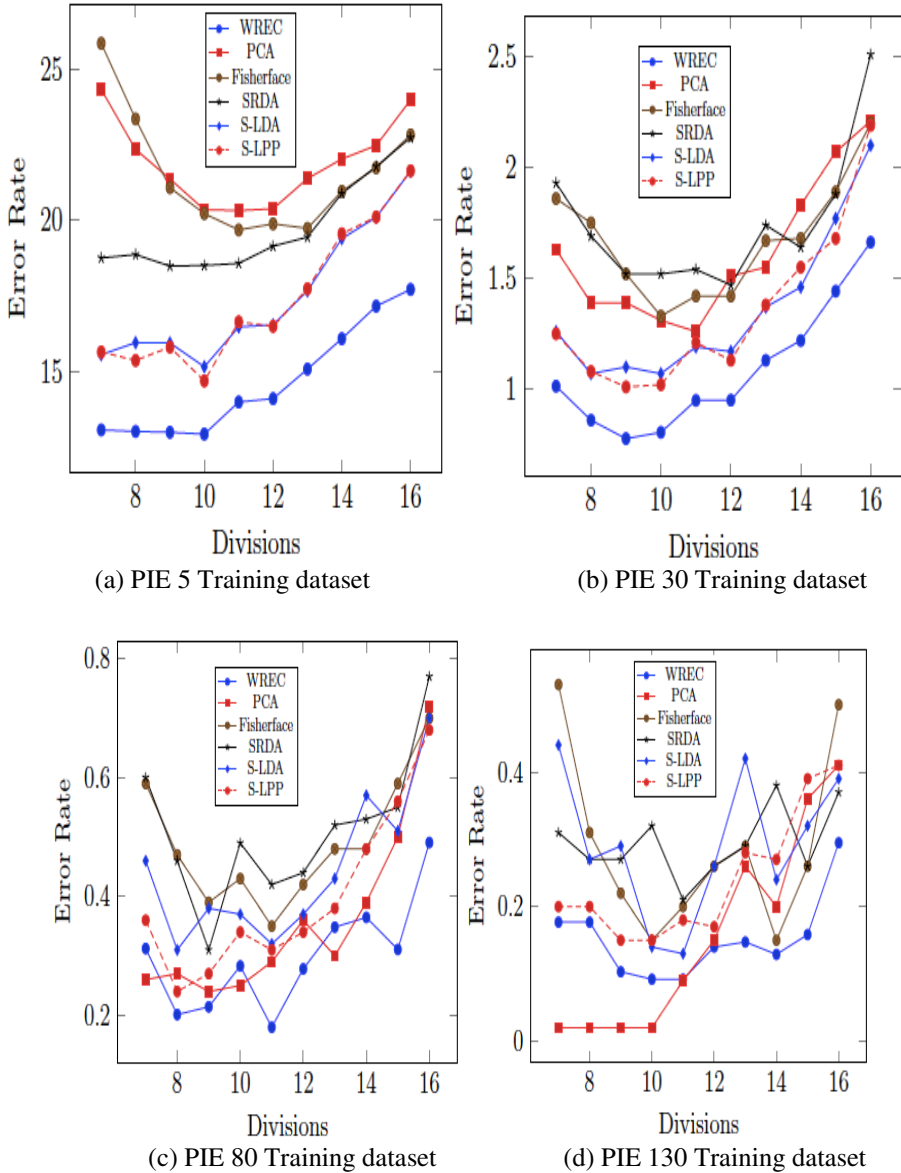 25
20
15
8 10 12 14 16
Error Rate
Divisions
WREC
PCA
Fisherface
SRDA
S-LDA
S-LPP
(a) PIE 5 Training dataset
2.5
2
1.5
1
8 10 12 14 16
Error Rate
Divisions
WREC
PCA
Fisherface
SRDA
S-LDA
S-LPP
(b) PIE 30 Training dataset
0.8
0.6
0.4
0.2
8 10 12 14 16
Error Rate
Divisions
WREC
PCA
Fisherface
SRDA
S-LDA
S-LPP
(c) PIE 80 Training dataset
0.4
0.2
0
8 10 12 14 16
Error Rate
Divisions
WREC
PCA
Fisherface
SRDA
S-LDA
S-LPP
(d) PIE 130 Training dataset